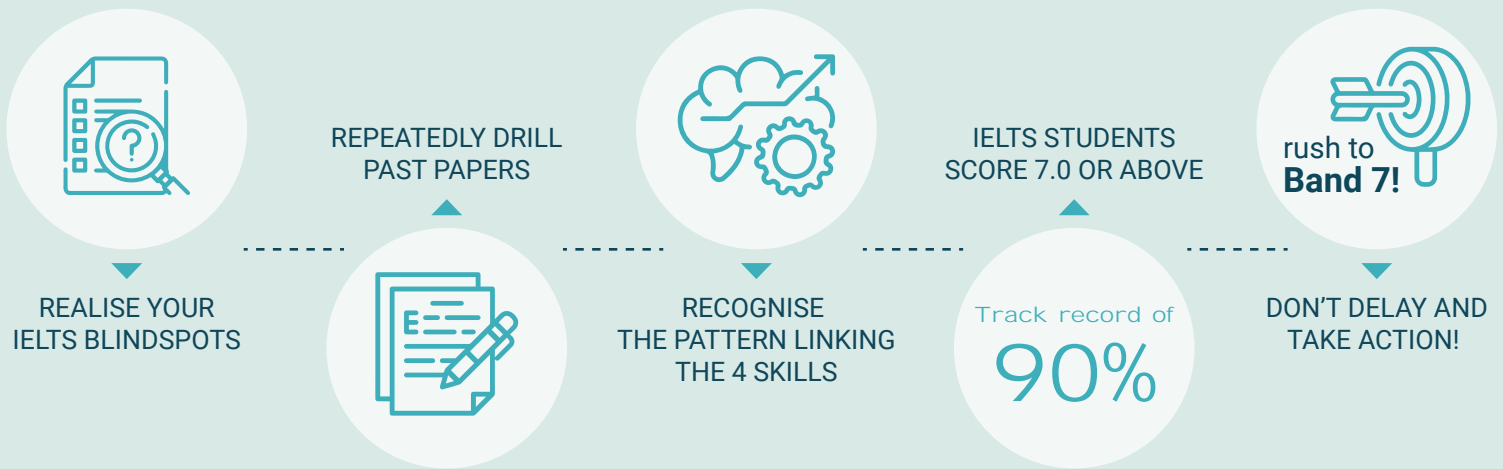 REALISE YOUR
IELTS BLINDSPOTS
REPEATEDLY DRILL
PAST PAPERS
RECOGNISE
THE PATTERN LINKING
THE 4 SKILLS
IELTS STUDENTS
SCORE 7.0 OR ABOVE
Track record of
90%
rush to
Band 7!
DON'T DELAY AND
TAKE ACTION!